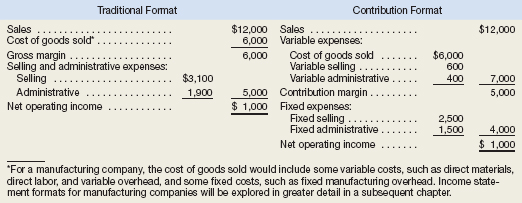 Traditional Format
Sales $12,000
Cost of goods sold* 6,000
Gross margin 6,000
Selling and administrative expenses:
Selling $3,100
Administrative 1,900 5,000
Net operating income $ 1,000
Contribution Format
Sales $12,000
Variable expenses:
Cost of goods sold $6,000
Variable selling 600
Variable administrative 400 7,000
Contribution margin 5,000
Fixed expenses:
Fixed selling 2,500
Fixed administrative 1,500 4,000
Net operating income $ 1,000
*For a manufacturing company, the cost of goods sold would include some variable costs, such as direct materials,
direct labor, and variable overhead, and some fixed costs, such as fixed manufacturing overhead. Income state-
ment formats for manufacturing companies will be explored in greater detail in a subsequent chapter.